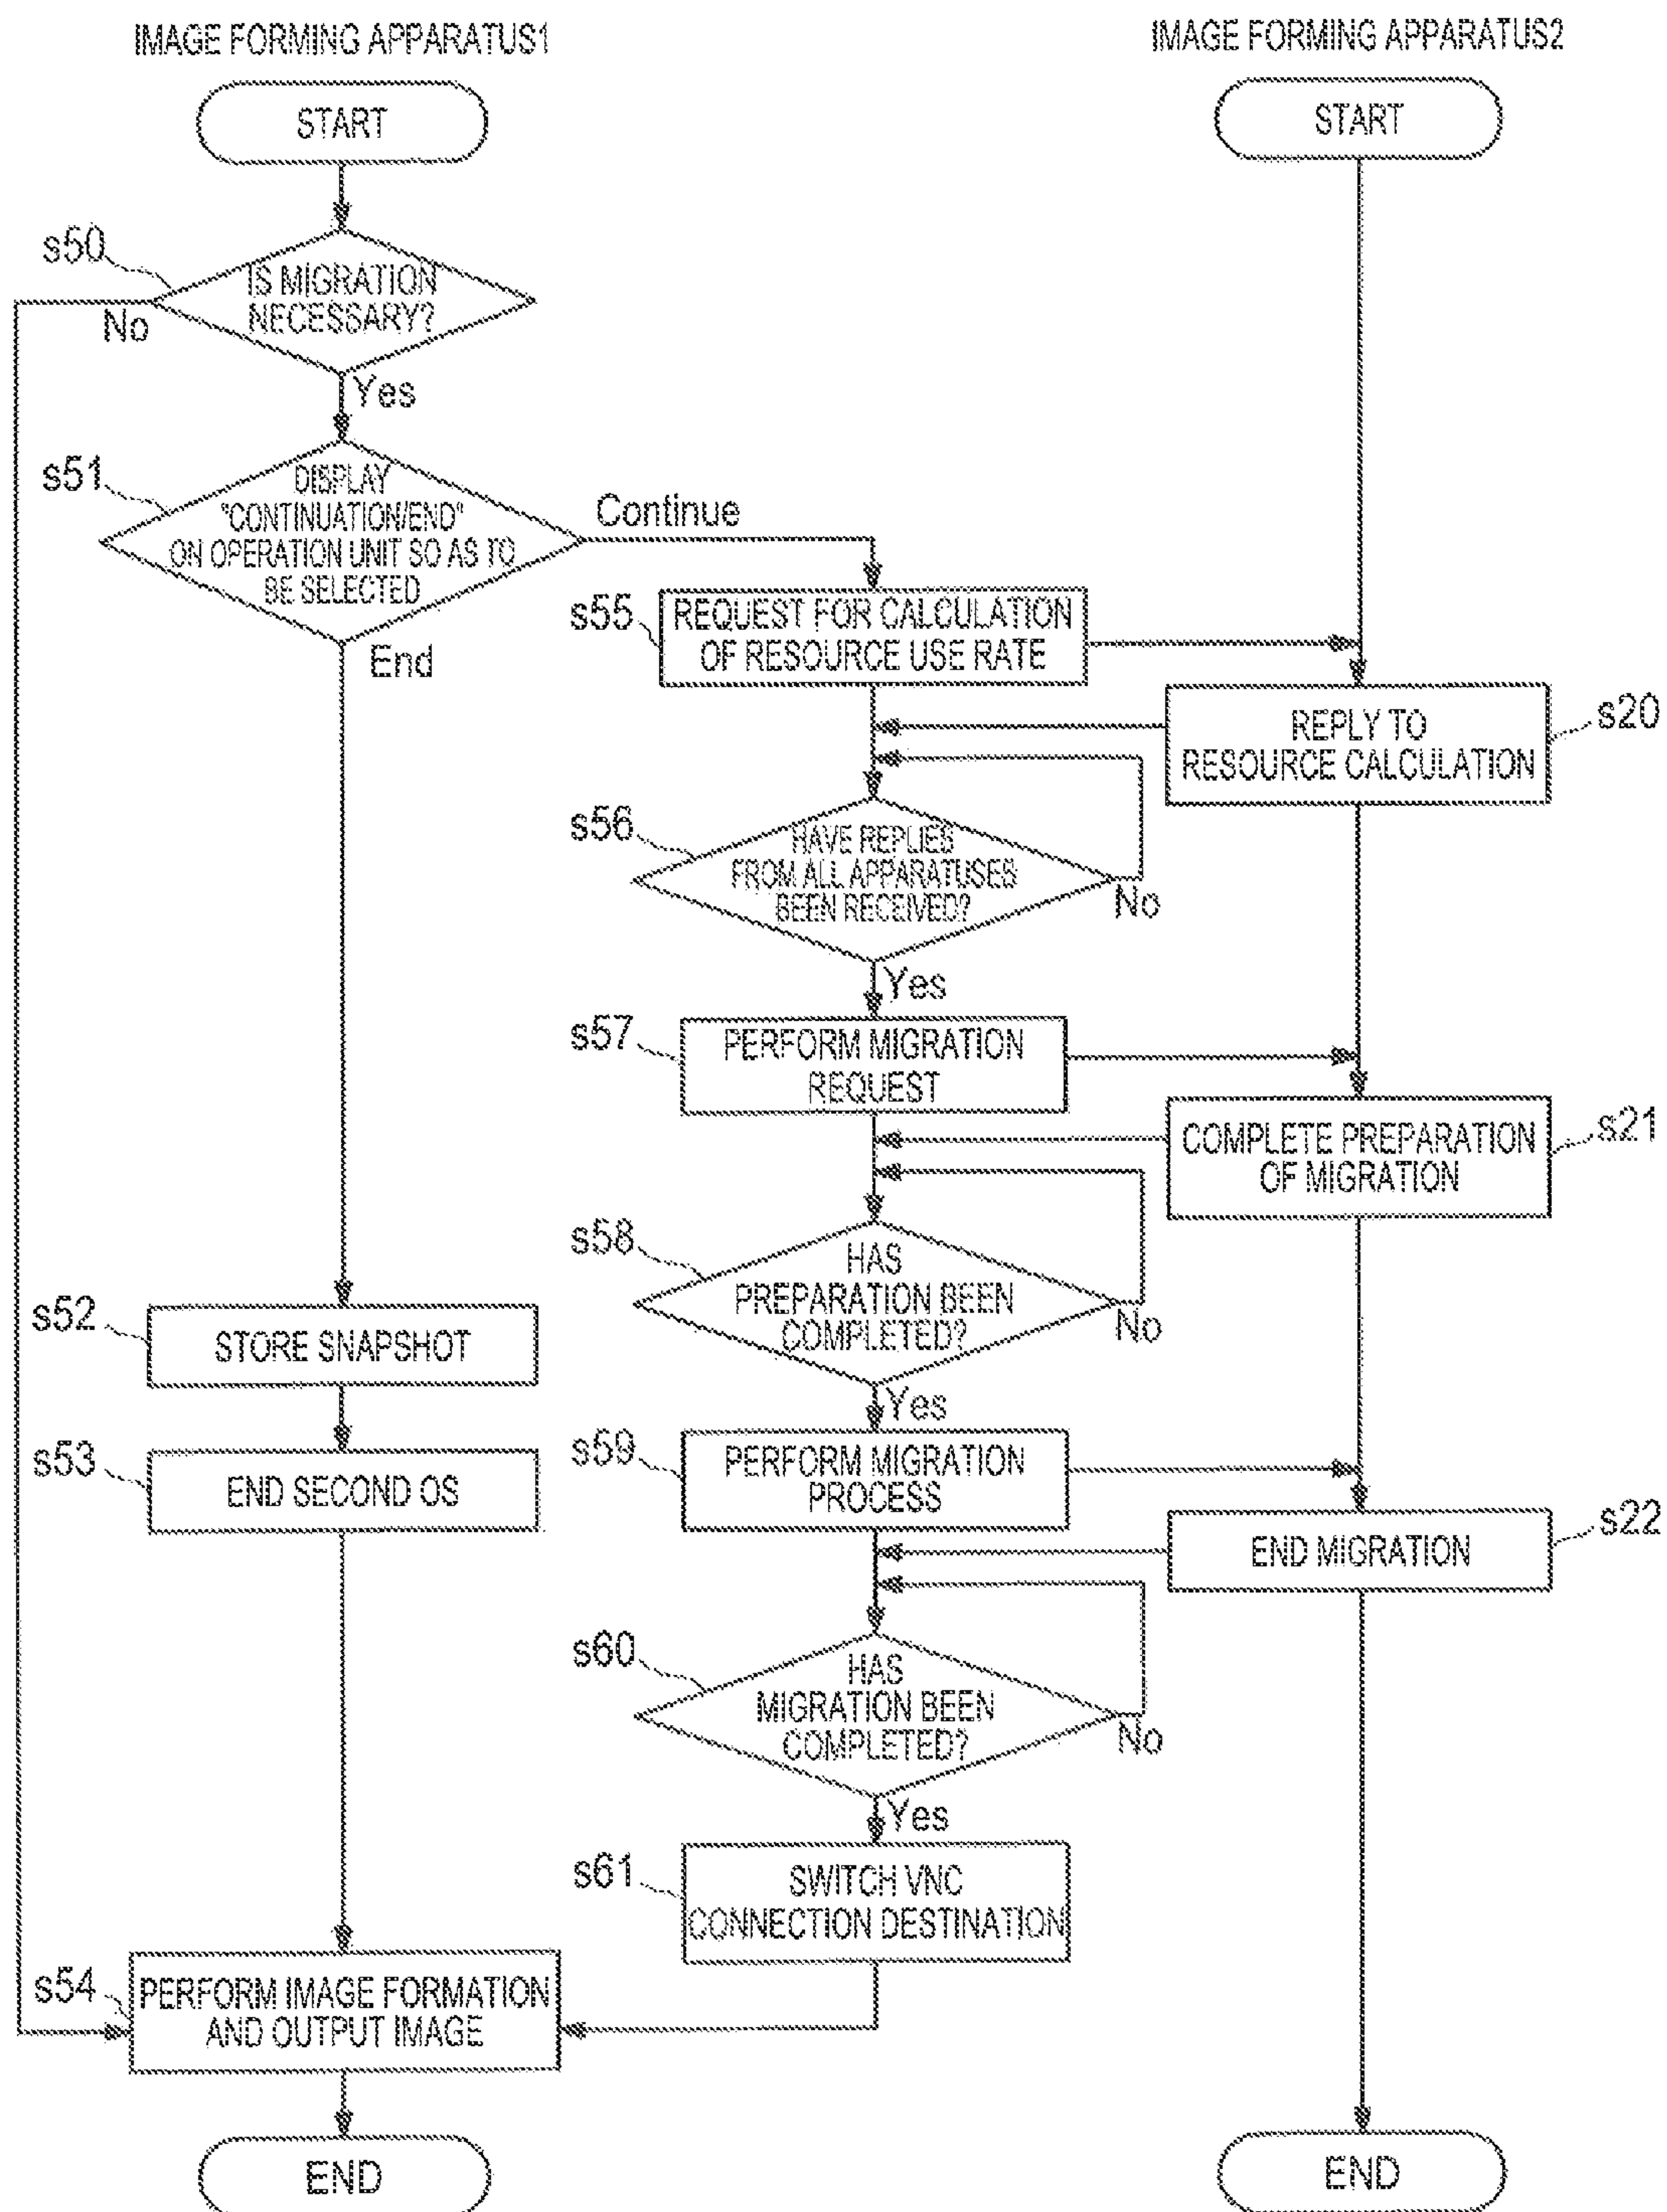 IMAGE FORMING APPARATUS1
START
s50
IS MIGRATION
NECESSARY?
No
Yes
s51
DISPLAY
"CONTINUATION/END"
ON OPERATION UNIT SO AS TO
BE SELECTED
Continue
End
s55
REQUEST FOR CALCULATION
OF RESOURCE USE RATE
s56
HAVE REPLIES
FROM ALL APPARATUSES
BEEN RECEIVED?
No
Yes
s57
PERFORM MIGRATION
REQUEST
s58
HAS
PREPARATION BEEN
COMPLETED?
No
Yes
s52
STORE SNAPSHOT
s53
END SECOND OS
s59
PERFORM MIGRATION
PROCESS
s60
HAS
MIGRATION BEEN
COMPLETED?
No
Yes
s61
SWITCH VNC
CONNECTION DESTINATION
s54
PERFORM IMAGE FORMATION
AND OUTPUT IMAGE
END
IMAGE FORMING APPARATUS2
START
REPLY TO
RESOURCE CALCULATION
s20
COMPLETE PREPARATION
OF MIGRATION
s21
END MIGRATION
s22
END